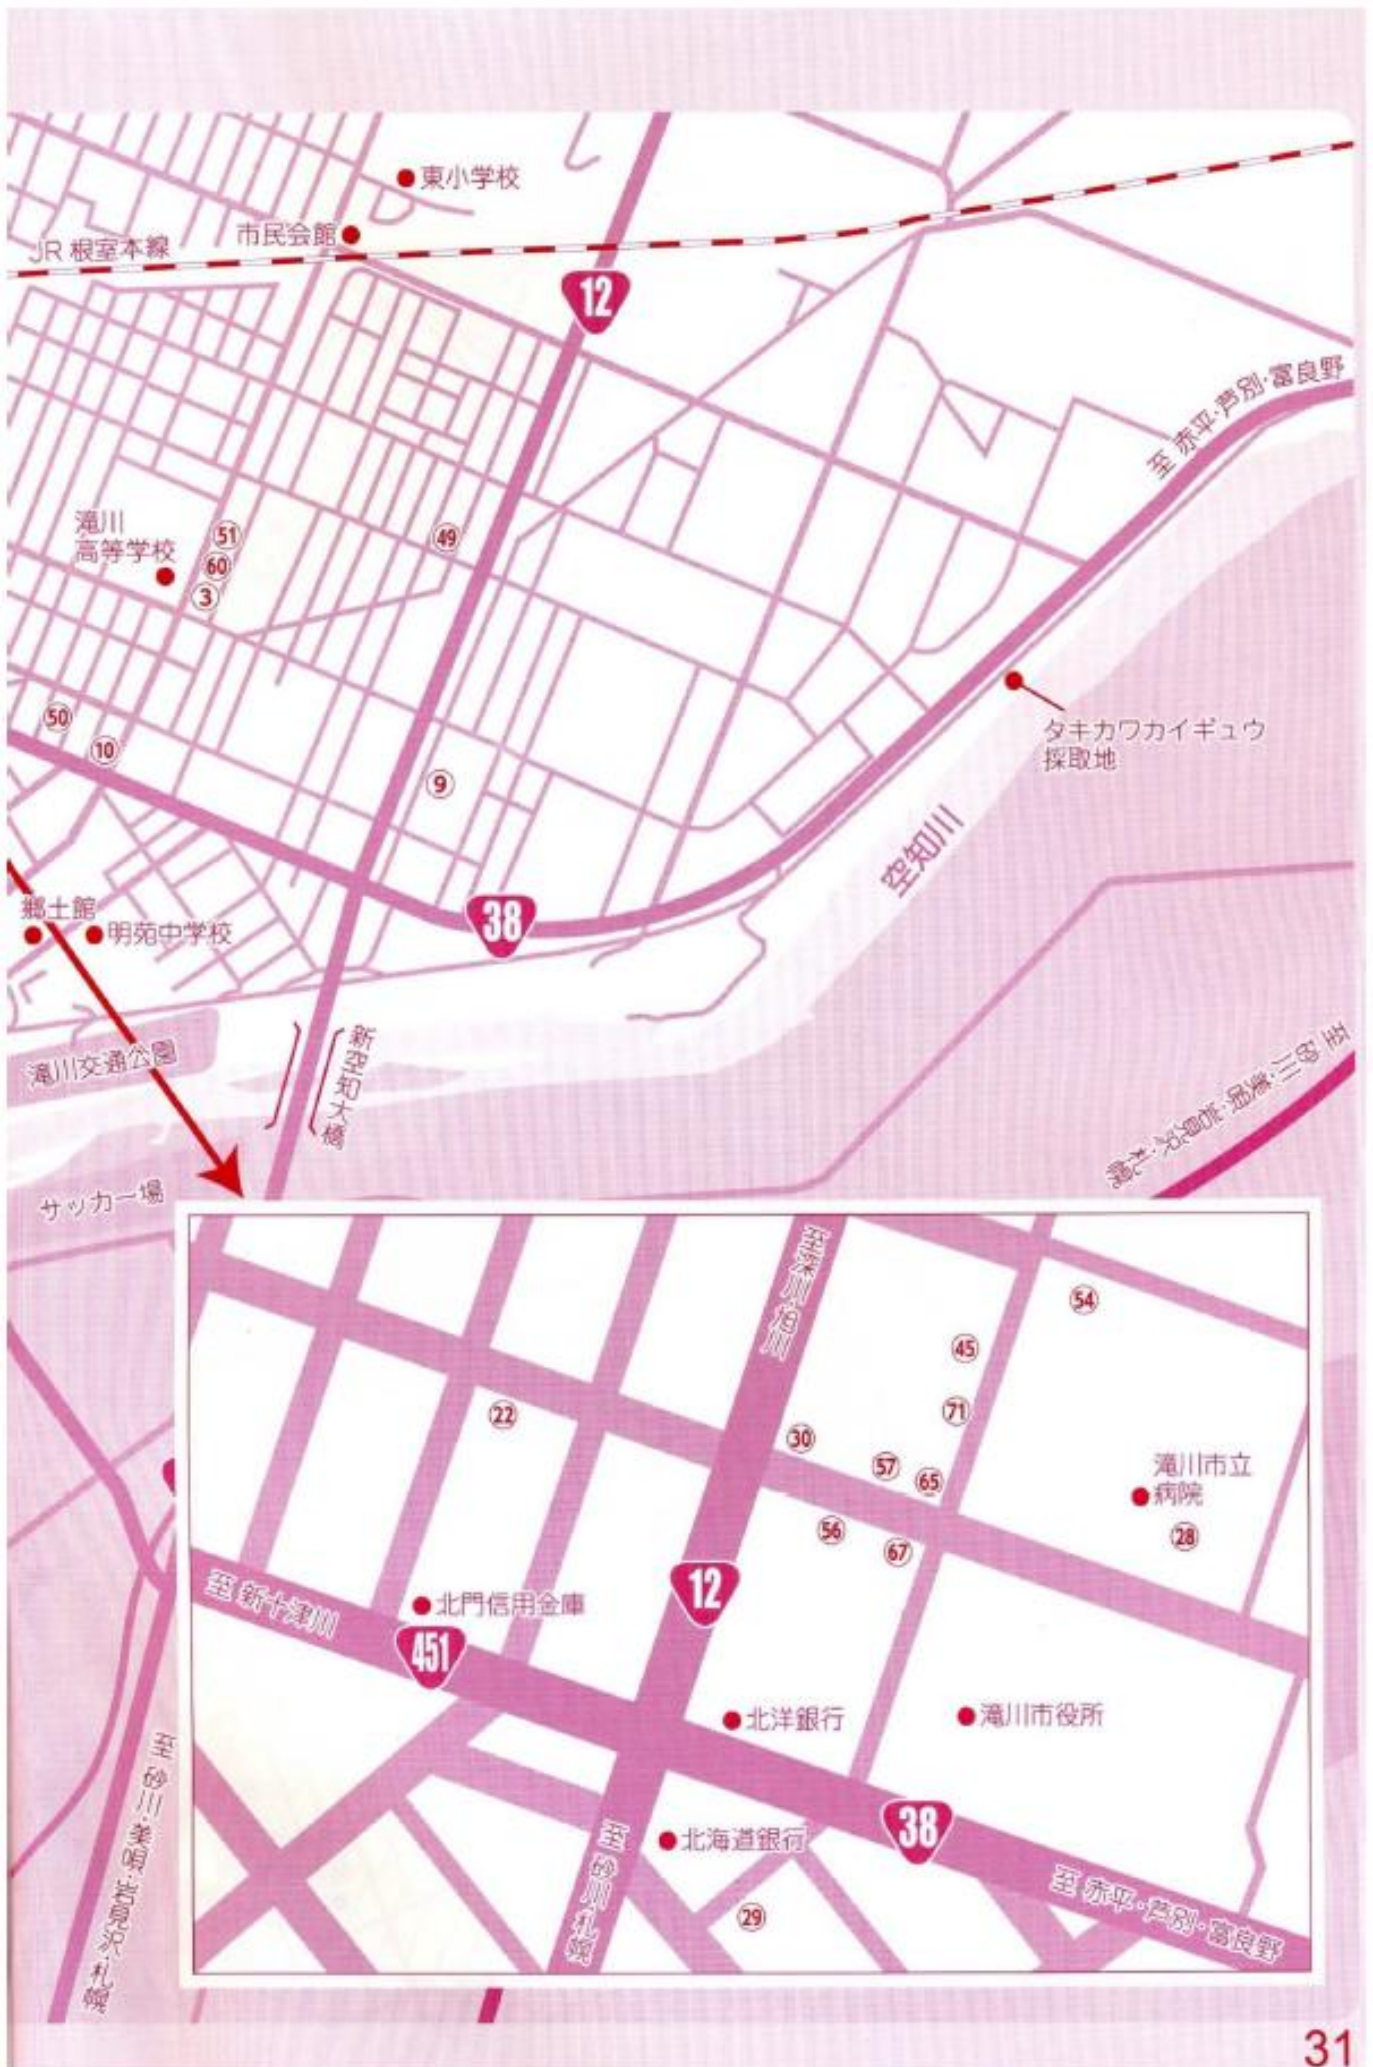 東小学校
市民会館
JR 根室本線
12
至 赤平・芦別・富良野
滝川
高等学校
51
60
3
49
タキカワカイギュウ
採取地
50
10
9
空知川
38
郷土館
明苑中学校
滝川交通公園
新空知大橋
至 砂川・美唄・岩見沢・札幌
サッカー場
至深川・旭川
54
45
71
22
30
57
65
滝川市立
病院
28
56
67
12
至 新十津川
北門信用金庫
451
北洋銀行
滝川市役所
38
北海道銀行
至 砂川・札幌
29
至 赤平・芦別・富良野
至 砂川・美唄・岩見沢・札幌
31